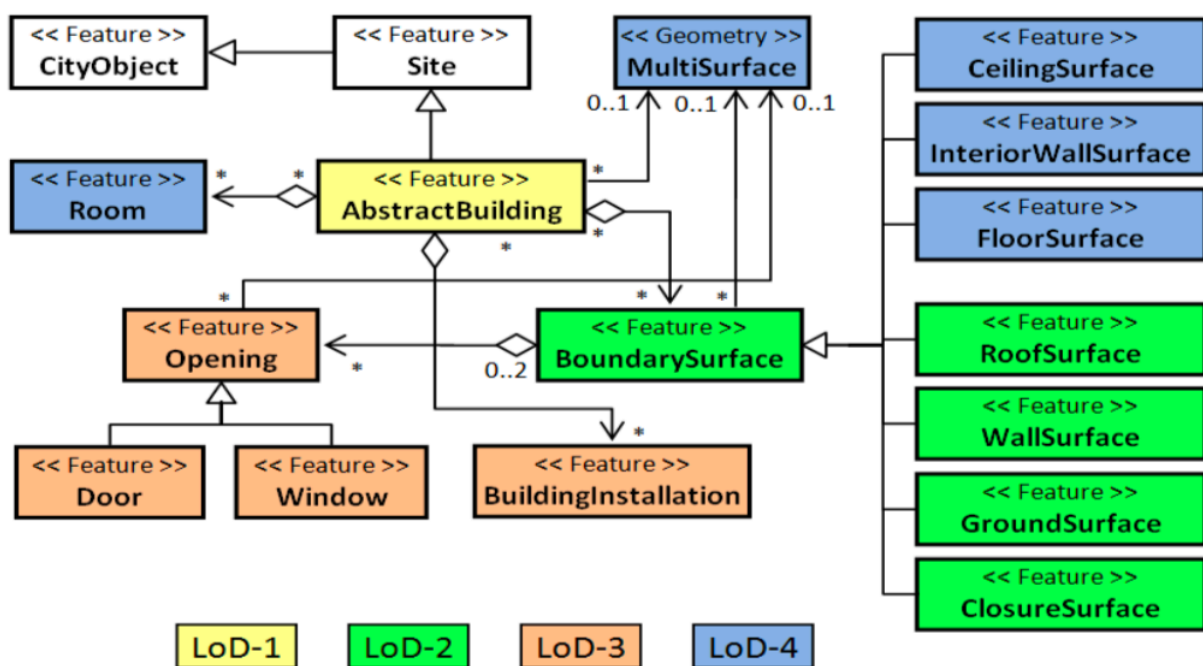 << Feature >>
CityObject
<< Feature >>
Site
<< Geometry >>
MultiSurface
<< Feature >>
CeilingSurface
0..1
0..1
0..1
<< Feature >>
InteriorWallSurface
<< Feature >>
Room
*
*
<< Feature >>
AbstractBuilding
*
*
*
<< Feature >>
FloorSurface
*
*
*
<< Feature >>
Opening
*
0..2
<< Feature >>
BoundarySurface
<< Feature >>
RoofSurface
<< Feature >>
WallSurface
*
<< Feature >>
Door
<< Feature >>
Window
<< Feature >>
BuildingInstallation
<< Feature >>
GroundSurface
<< Feature >>
ClosureSurface
LoD-1
LoD-2
LoD-3
LoD-4